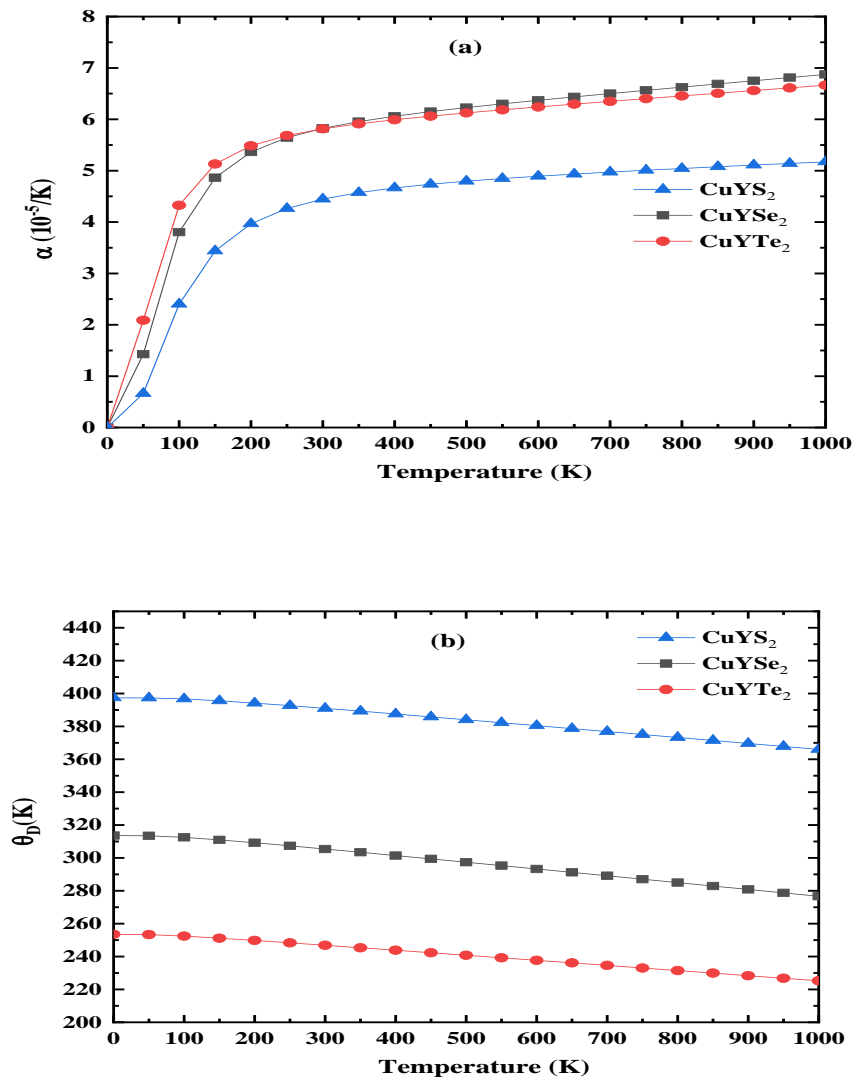 (a)
α (10⁻⁵/K)
8
7
6
5
4
3
2
1
0
CuYS₂
CuYSe₂
CuYTe₂
0 100 200 300 400 500 600 700 800 900 1000
Temperature (K)
(b)
θ_D(K)
440
420
400
380
360
340
320
300
280
260
240
220
200
CuYS₂
CuYSe₂
CuYTe₂
0 100 200 300 400 500 600 700 800 900 1000
Temperature (K)